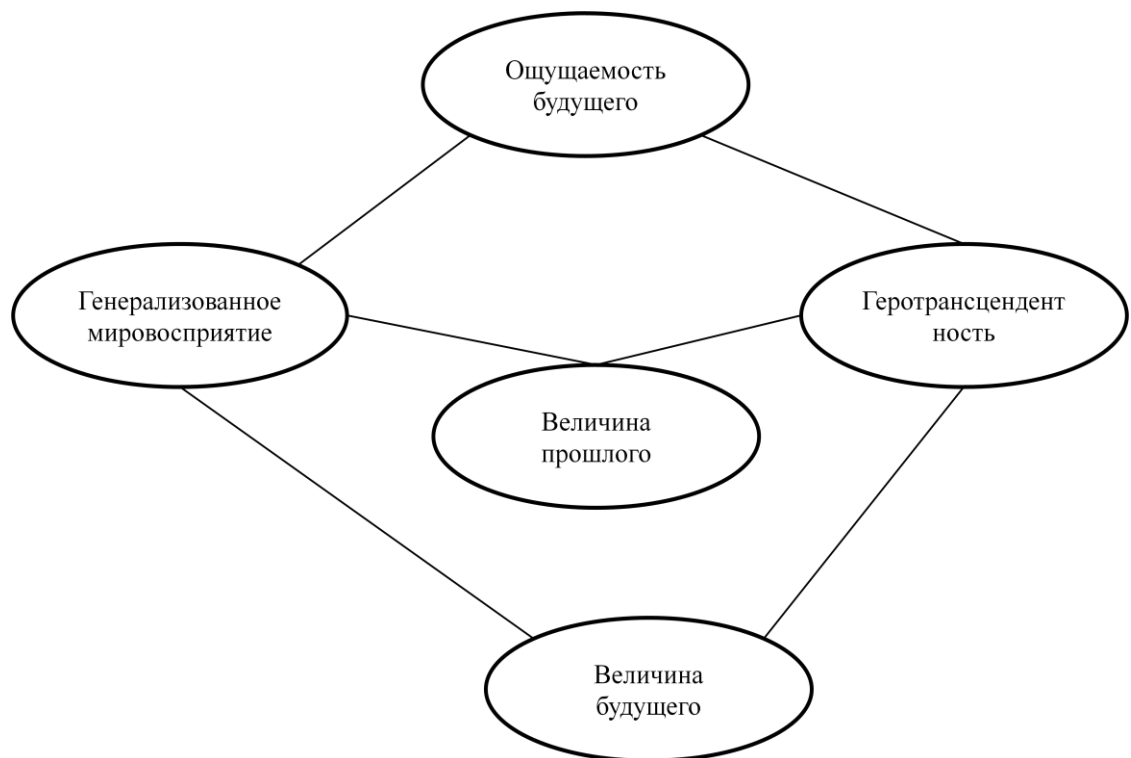 Ощущаемость
будущего
Генерализованное
мировосприятие
Геротрансцендент
ность
Величина
прошлого
Величина
будущего